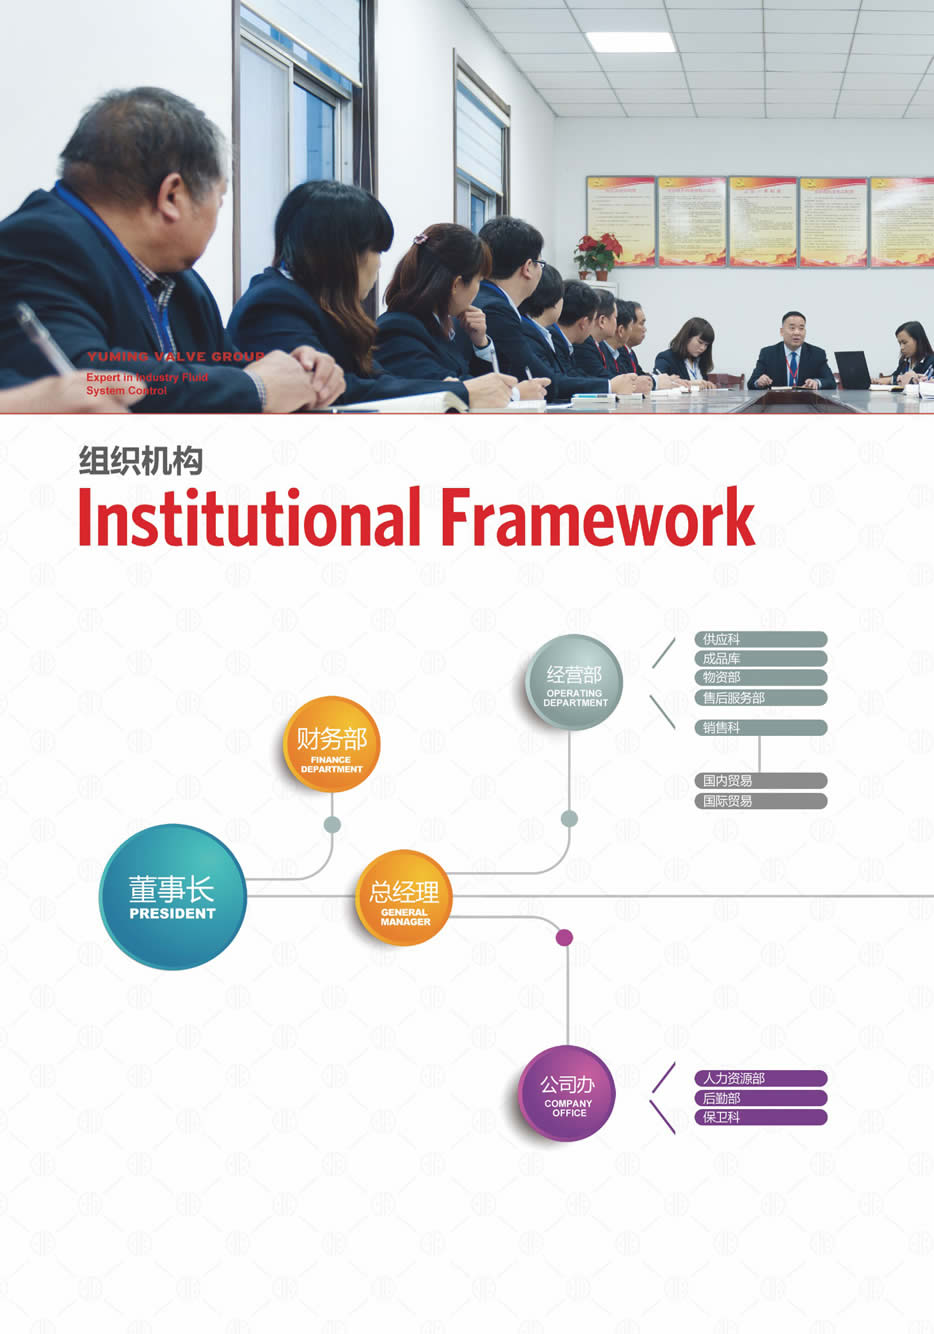 YUMING VALVE GROUP
Expert in Industry Fluid
System Control
组织机构
Institutional Framework
经营部
OPERATING
DEPARTMENT
供应科
成品库
物资部
售后服务部
销售科
国内贸易
国际贸易
财务部
FINANCE
DEPARTMENT
董事长
PRESIDENT
总经理
GENERAL
MANAGER
公司办
COMPANY
OFFICE
人力资源部
后勤部
保卫科